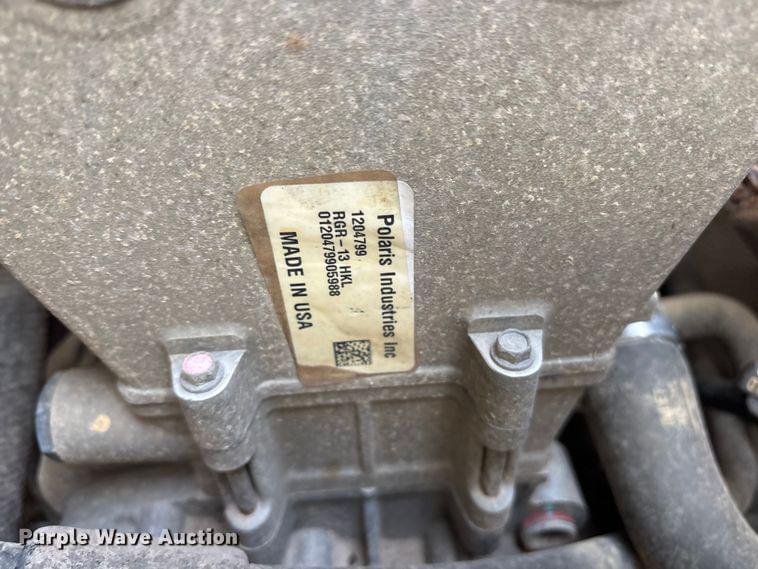 Polaris Industries Inc
1204799
RGR-13 HKL
0120479905988
MADE IN USA
Purple Wave Auction